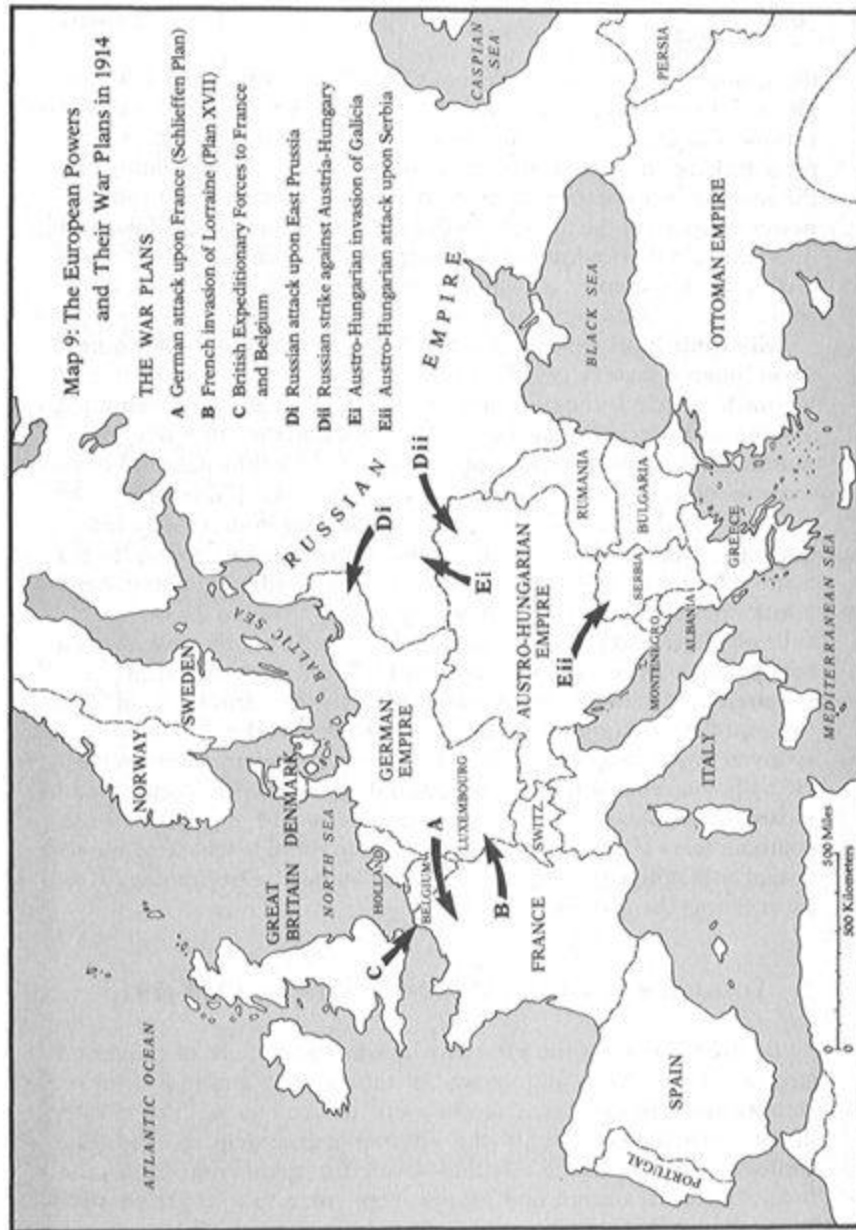 Map 9: The European Powers
and Their War Plans in 1914
THE WAR PLANS
A German attack upon France (Schlieffen Plan)
B French invasion of Lorraine (Plan XVII)
C British Expeditionary Forces to France
and Belgium
Di Russian attack upon East Prussia
Dii Russian strike against Austria-Hungary
Ei Austro-Hungarian invasion of Galicia
Eii Austro-Hungarian attack upon Serbia
ATLANTIC OCEAN
NORWAY
SWEDEN
BALTIC SEA
GREAT
BRITAIN
DENMARK
NORTH SEA
RUSSIAN
EMPIRE
CASPIAN
SEA
HOLLAND
BELGIUM
GERMAN
EMPIRE
LUXEMBOURG
C
A
B
Di
Dii
Ei
Eii
FRANCE
SWITZ.
AUSTRO-HUNGARIAN
EMPIRE
RUMANIA
BLACK SEA
SERBIA
BULGARIA
MONTENEGRO
ALBANIA
GREECE
ITALY
SPAIN
PORTUGAL
OTTOMAN EMPIRE
PERSIA
MEDITERRANEAN SEA
0 500 Miles
0 500 Kilometers